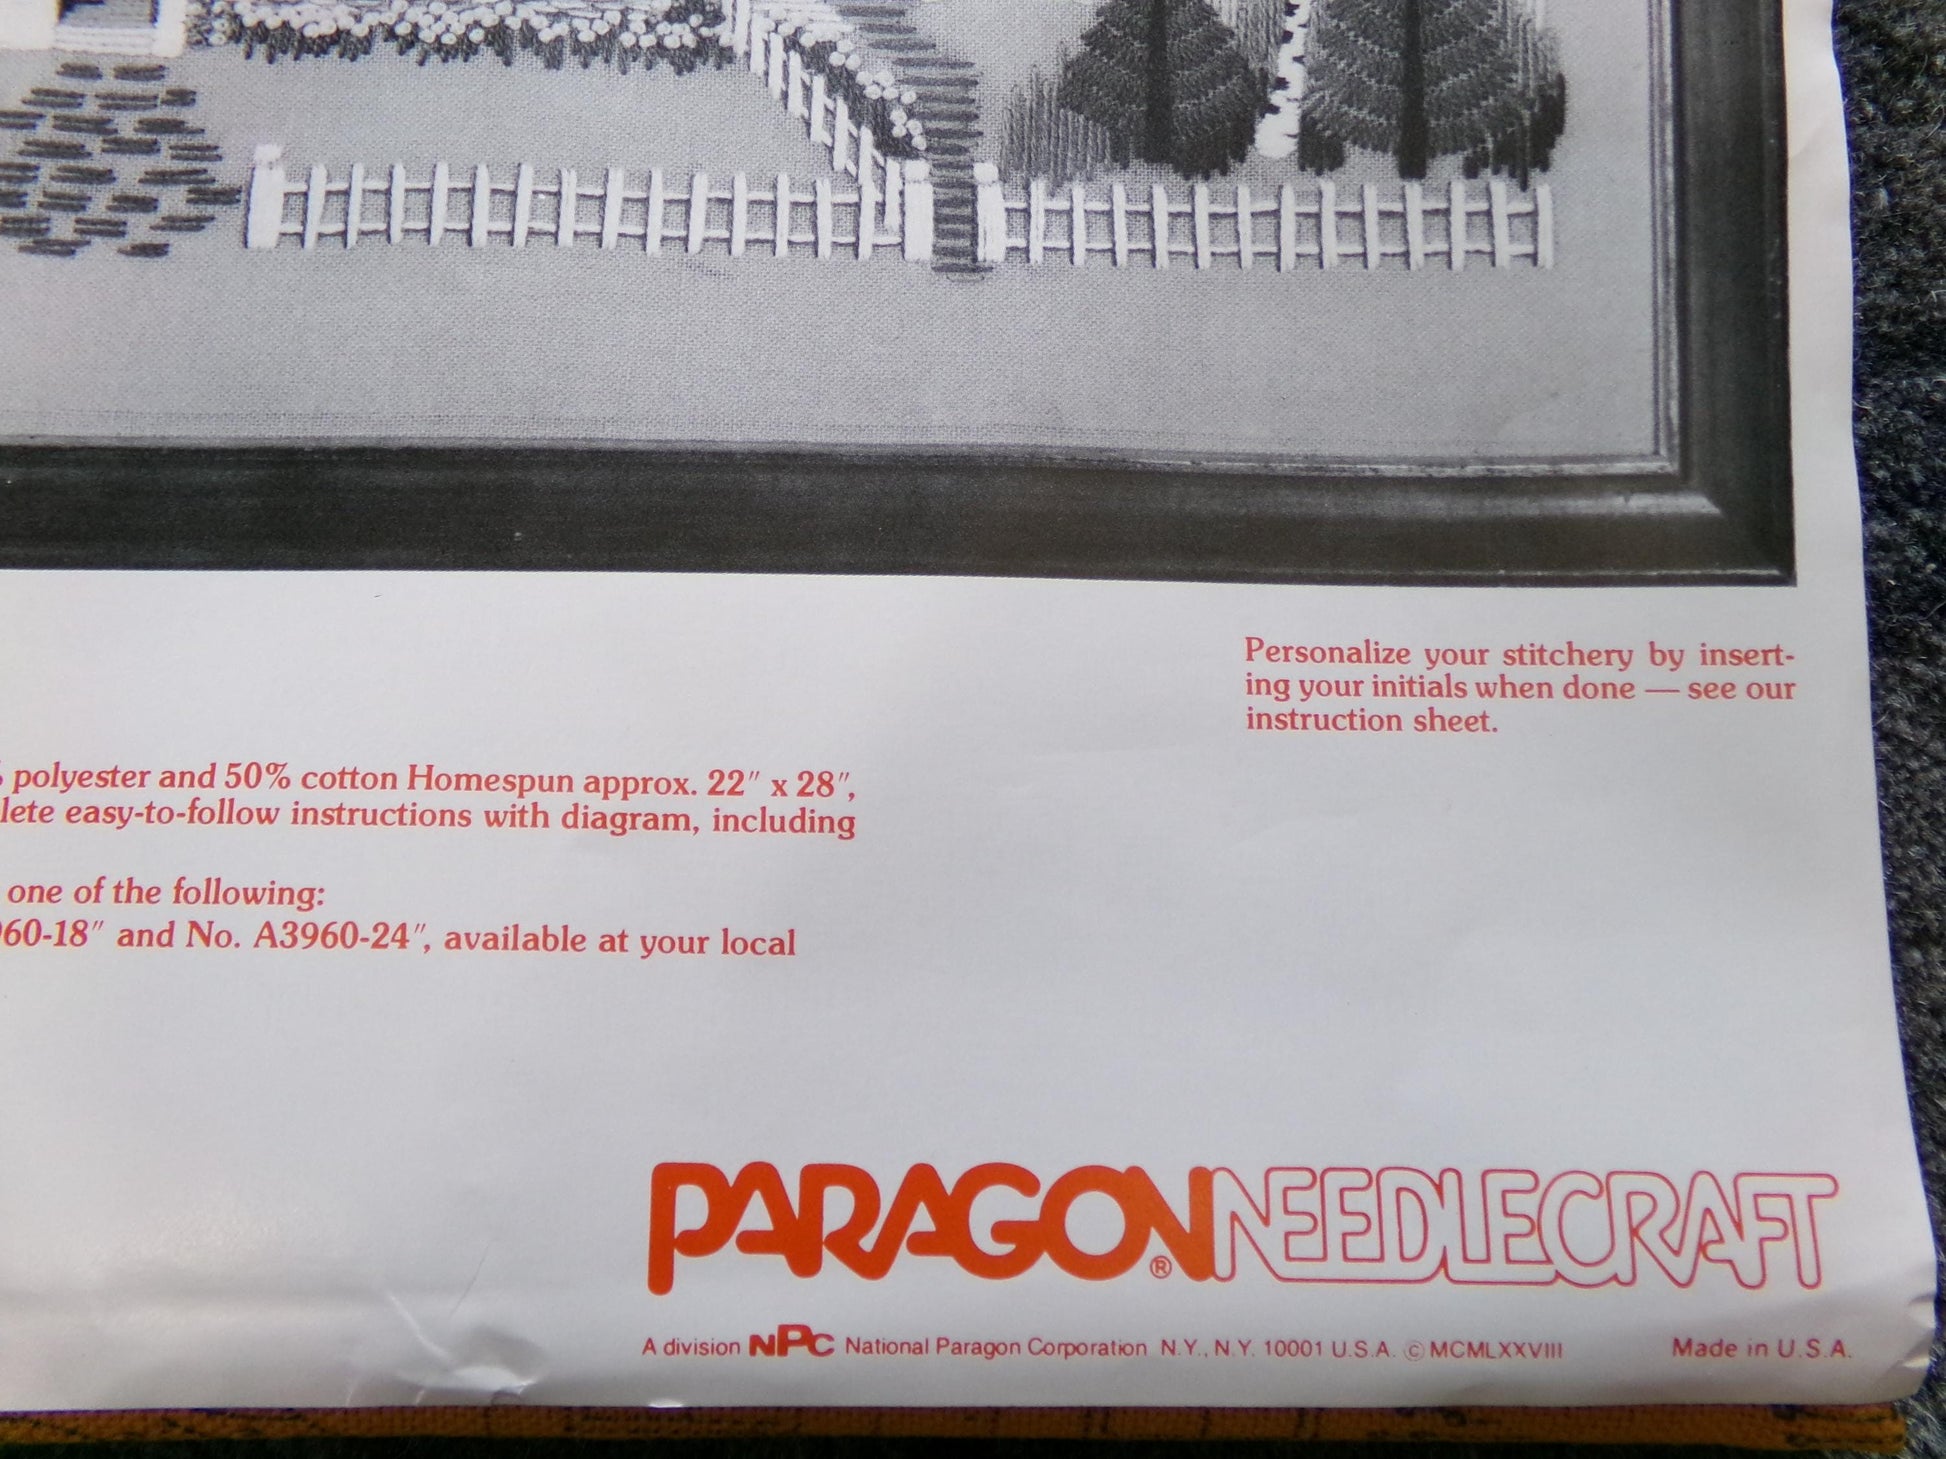 Personalize your stitchery by insert-
ing your initials when done — see our
instruction sheet.
polyester and 50% cotton Homespun approx. 22″ x 28″,
lete easy-to-follow instructions with diagram, including
one of the following:
60-18″ and No. A3960-24″, available at your local
PARAGON® NEEDLECRAFT
A division NPC National Paragon Corporation N.Y., N.Y. 10001 U.S.A. © MCMLXXVIII Made in U.S.A.